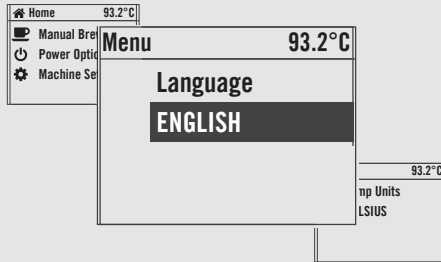 Home 93.2°C
Manual Bre
Power Optio
Machine Se
Menu 93.2°C
Language
ENGLISH
93.2°C
mp Units
LSIUS